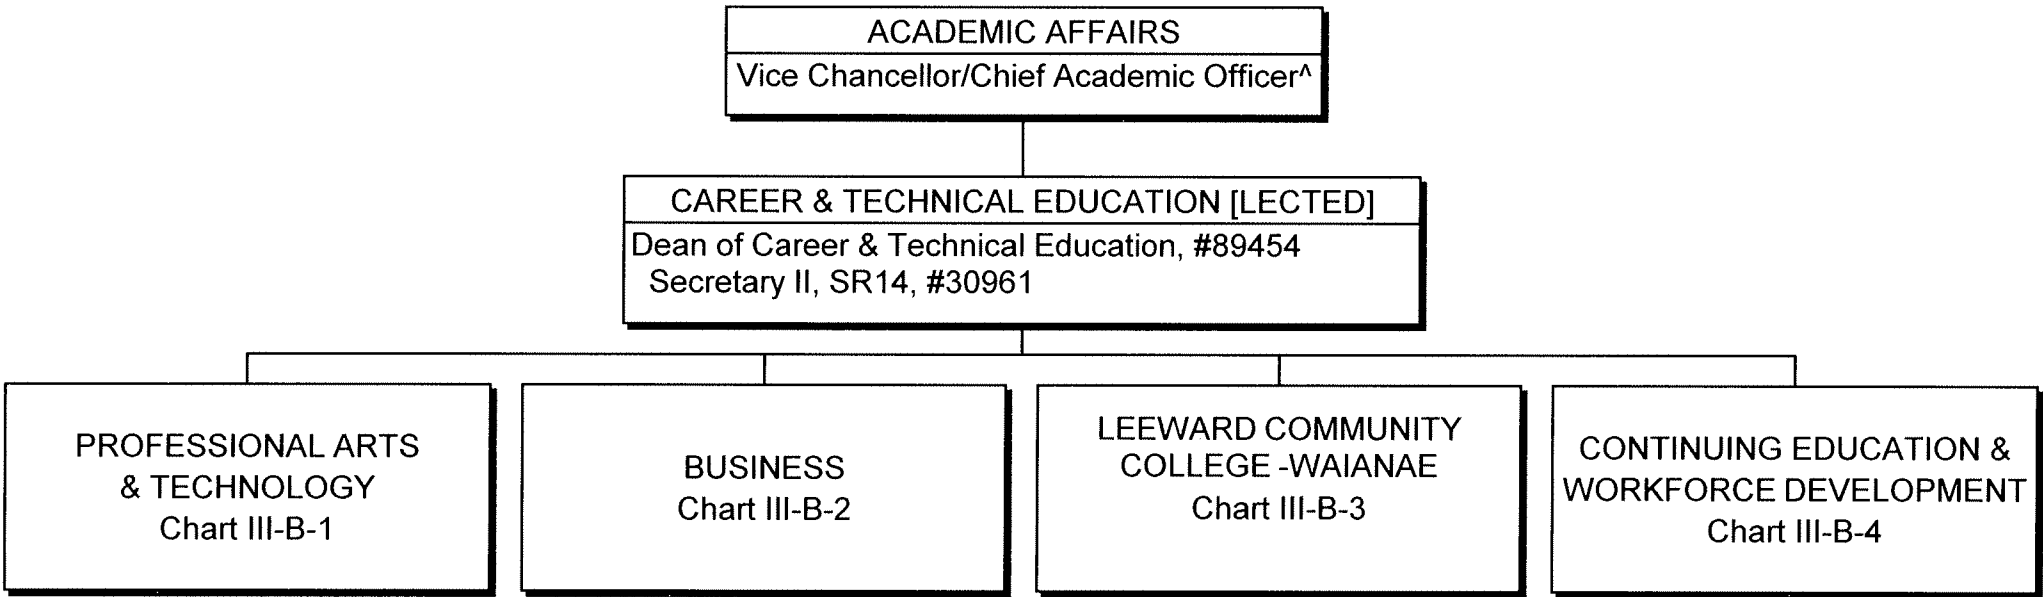 ACADEMIC AFFAIRS
Vice Chancellor/Chief Academic Officer^
CAREER & TECHNICAL EDUCATION [LECTED]
Dean of Career & Technical Education, #89454
Secretary II, SR14, #30961
PROFESSIONAL ARTS
& TECHNOLOGY
Chart III-B-1
BUSINESS
Chart III-B-2
LEEWARD COMMUNITY
COLLEGE -WAIANAE
Chart III-B-3
CONTINUING EDUCATION &
WORKFORCE DEVELOPMENT
Chart III-B-4